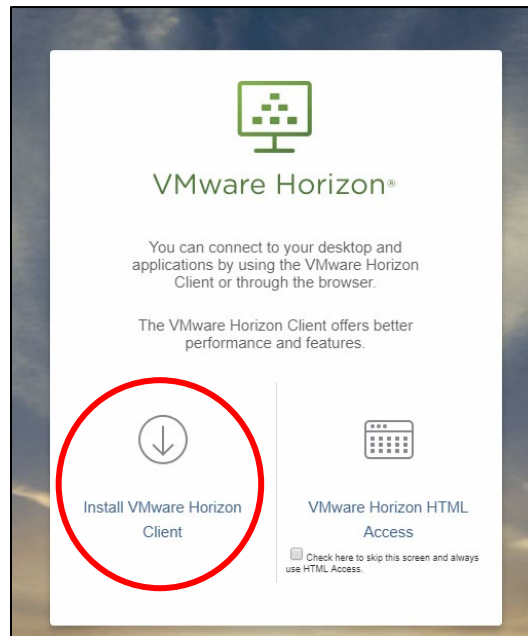 VMware Horizon®
You can connect to your desktop and
applications by using the VMware Horizon
Client or through the browser.
The VMware Horizon Client offers better
performance and features.
Install VMware Horizon
Client
VMware Horizon HTML
Access
Check here to skip this screen and always
use HTML Access.